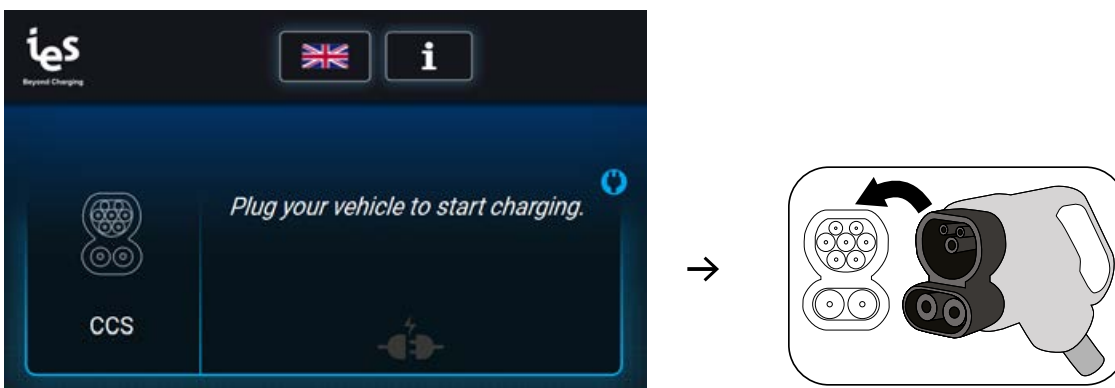 ies
Beyond Charging
i
Plug your vehicle to start charging.
CCS
→